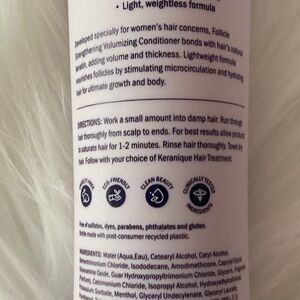 • Light, weightless formula
Developed specially for women's hair concerns, Follicle
Strengthening Volumizing Conditioner bonds with hair's natural
keratin, adding volume and thickness. Lightweight formula
nourishes follicles by stimulating microcirculation and hydrating
hair for ultimate growth and body.
DIRECTIONS: Work a small amount into damp hair. Run through
hair thoroughly from scalp to ends. For best results allow product
to saturate hair for 1-2 minutes. Rinse hair thoroughly. Towel dry
hair. Follow with your choice of Keranique Hair Treatment.
FREE
ECO FRIENDLY
CLEAN BEAUTY
CLINICALLY TESTED
INGREDIENTS
Free of sulfates, dyes, parabens, phthalates and gluten.
Bottle made with post-consumer recycled plastic.
INGREDIENTS: Water (Aqua, Eau), Cetearyl Alcohol, Cetyl Alcohol,
Behentrimonium Chloride, Isododecane, Amodimethicone, Caprylyl Glycol,
Guar Hydroxypropyltrimonium Chloride, Glycerin,
Potassium Sorbate, Menthol, Glyceryl Undecylenate, Glyceryl